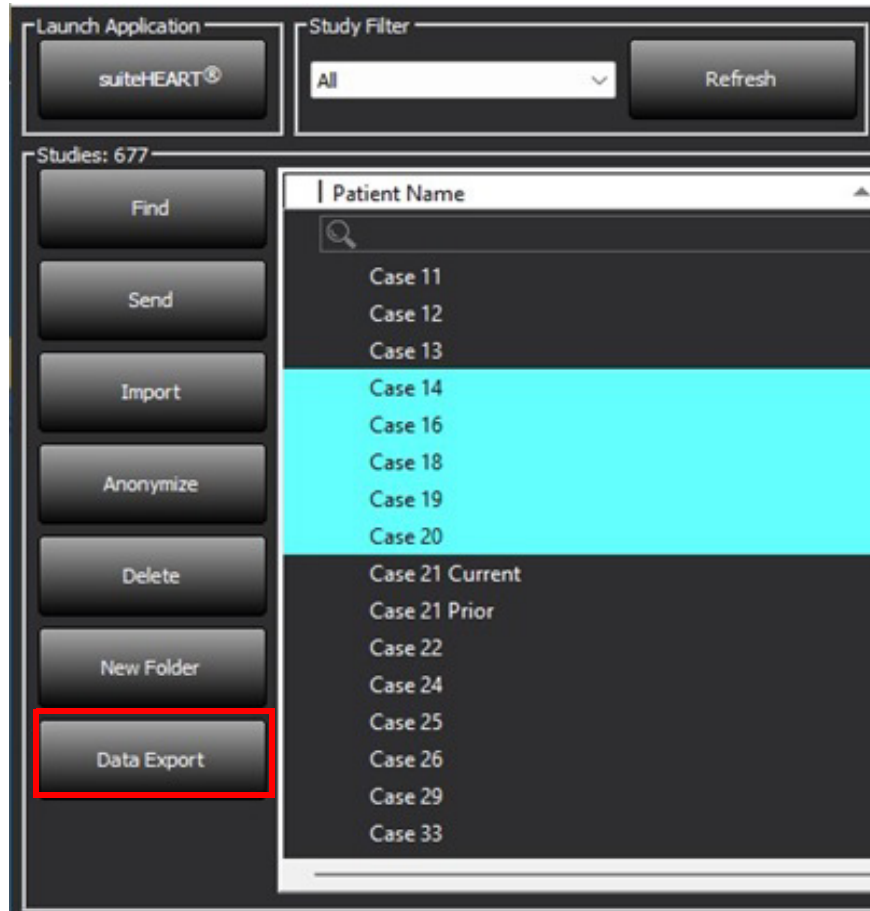 Launch Application
suiteHEART®
Study Filter
All
Refresh
Studies: 677
Find
Send
Import
Anonymize
Delete
New Folder
Data Export
Patient Name
Case 11
Case 12
Case 13
Case 14
Case 16
Case 18
Case 19
Case 20
Case 21 Current
Case 21 Prior
Case 22
Case 24
Case 25
Case 26
Case 29
Case 33